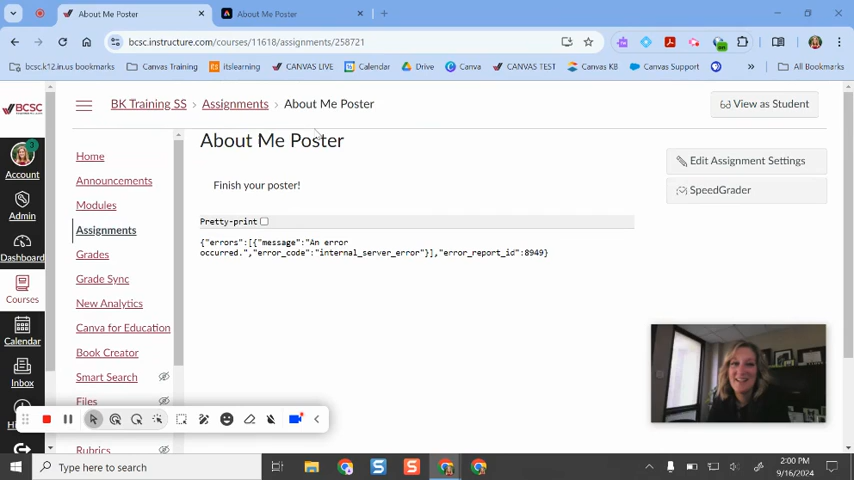 About Me Poster
About Me Poster
bcsc.instructure.com/courses/11618/assignments/258721
bcsc.k12.in.us bookmarks
Canvas Training
itslearning
CANVAS LIVE
Calendar
Drive
Canva
CANVAS TEST
Canvas KB
Canvas Support
»
All Bookmarks
BCSC
BK Training SS > Assignments > About Me Poster
View as Student
3
Account
Admin
Dashboard
Courses
Calendar
Inbox
Home
Announcements
Modules
Assignments
Grades
Grade Sync
New Analytics
Canva for Education
Book Creator
Smart Search
Files
Rubrics
About Me Poster
Finish your poster!
Pretty-print
{"errors":[{"message":"An error
occurred.","error_code":"internal_server_error"}],"error_report_id":8949}
Edit Assignment Settings
SpeedGrader
Type here to search
2:00 PM
9/16/2024